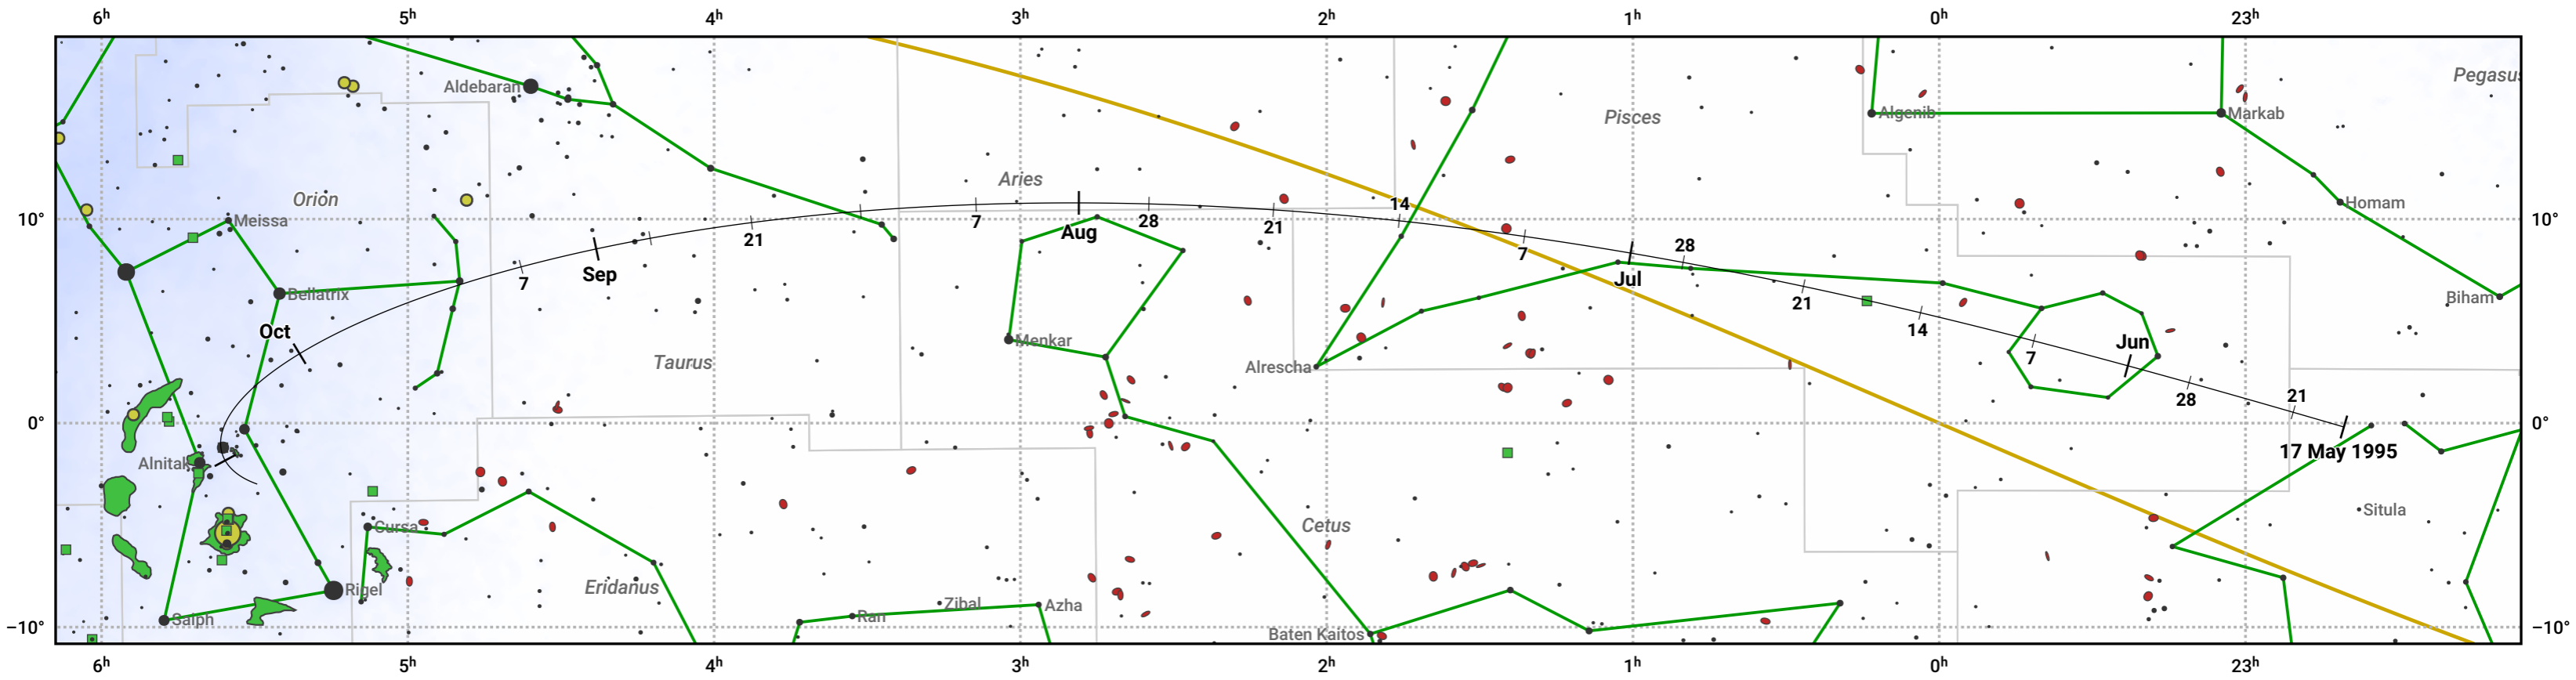 6h 5h 4h 3h 2h 1h 0h 23h
Pegasus
Aldebaran
Pisces
Algenib
Markab
Aries
Orion
Homam
14
10°
Meissa
7
28
21
10°
Aug
21
28
Sep
7
Jul
7
Bellatrix
21
Biham
Oct
14
Jun
Menkar
7
Taurus
Alrescha
28
21
0°
0°
17 May 1995
Alnitak
Situla
Cursa
Cetus
Eridanus
Rigel
Zibal
Azha
Saiph
Ran
−10°
Baten Kaitos
−10°
6h 5h 4h 3h 2h 1h 0h 23h